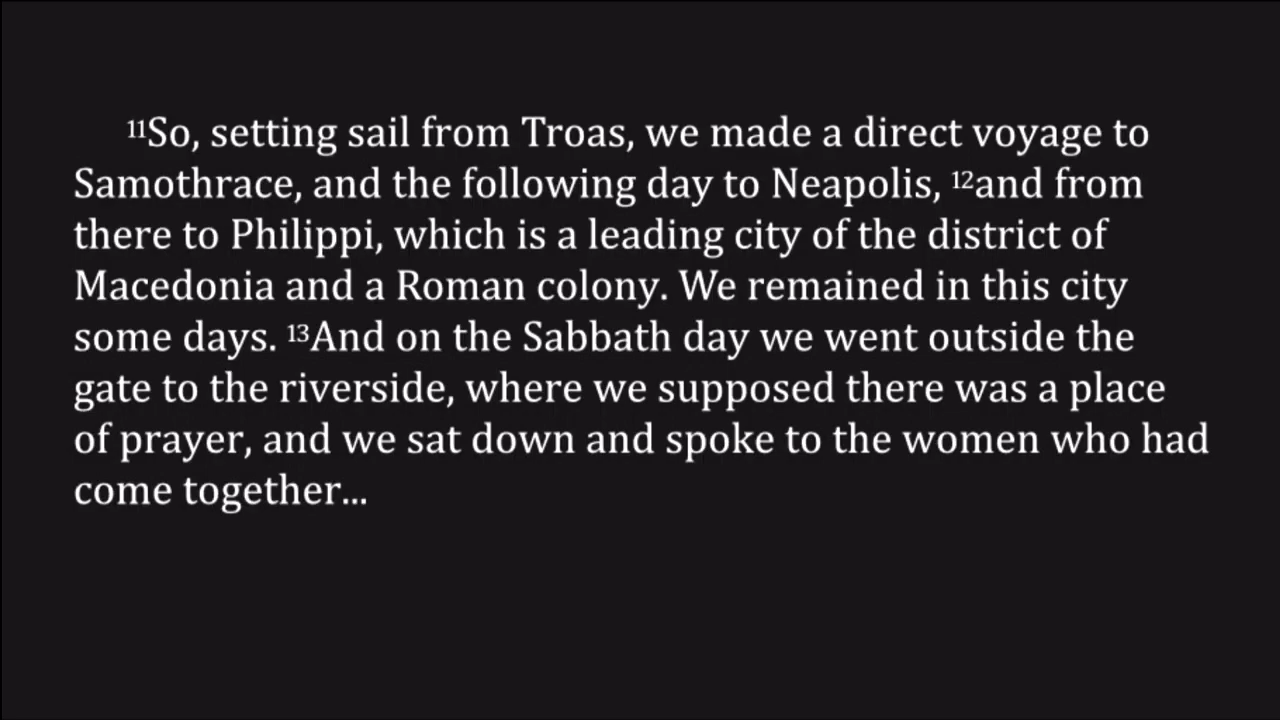 11So, setting sail from Troas, we made a direct voyage to
Samothrace, and the following day to Neapolis, 12and from
there to Philippi, which is a leading city of the district of
Macedonia and a Roman colony. We remained in this city
some days. 13And on the Sabbath day we went outside the
gate to the riverside, where we supposed there was a place
of prayer, and we sat down and spoke to the women who had
come together...